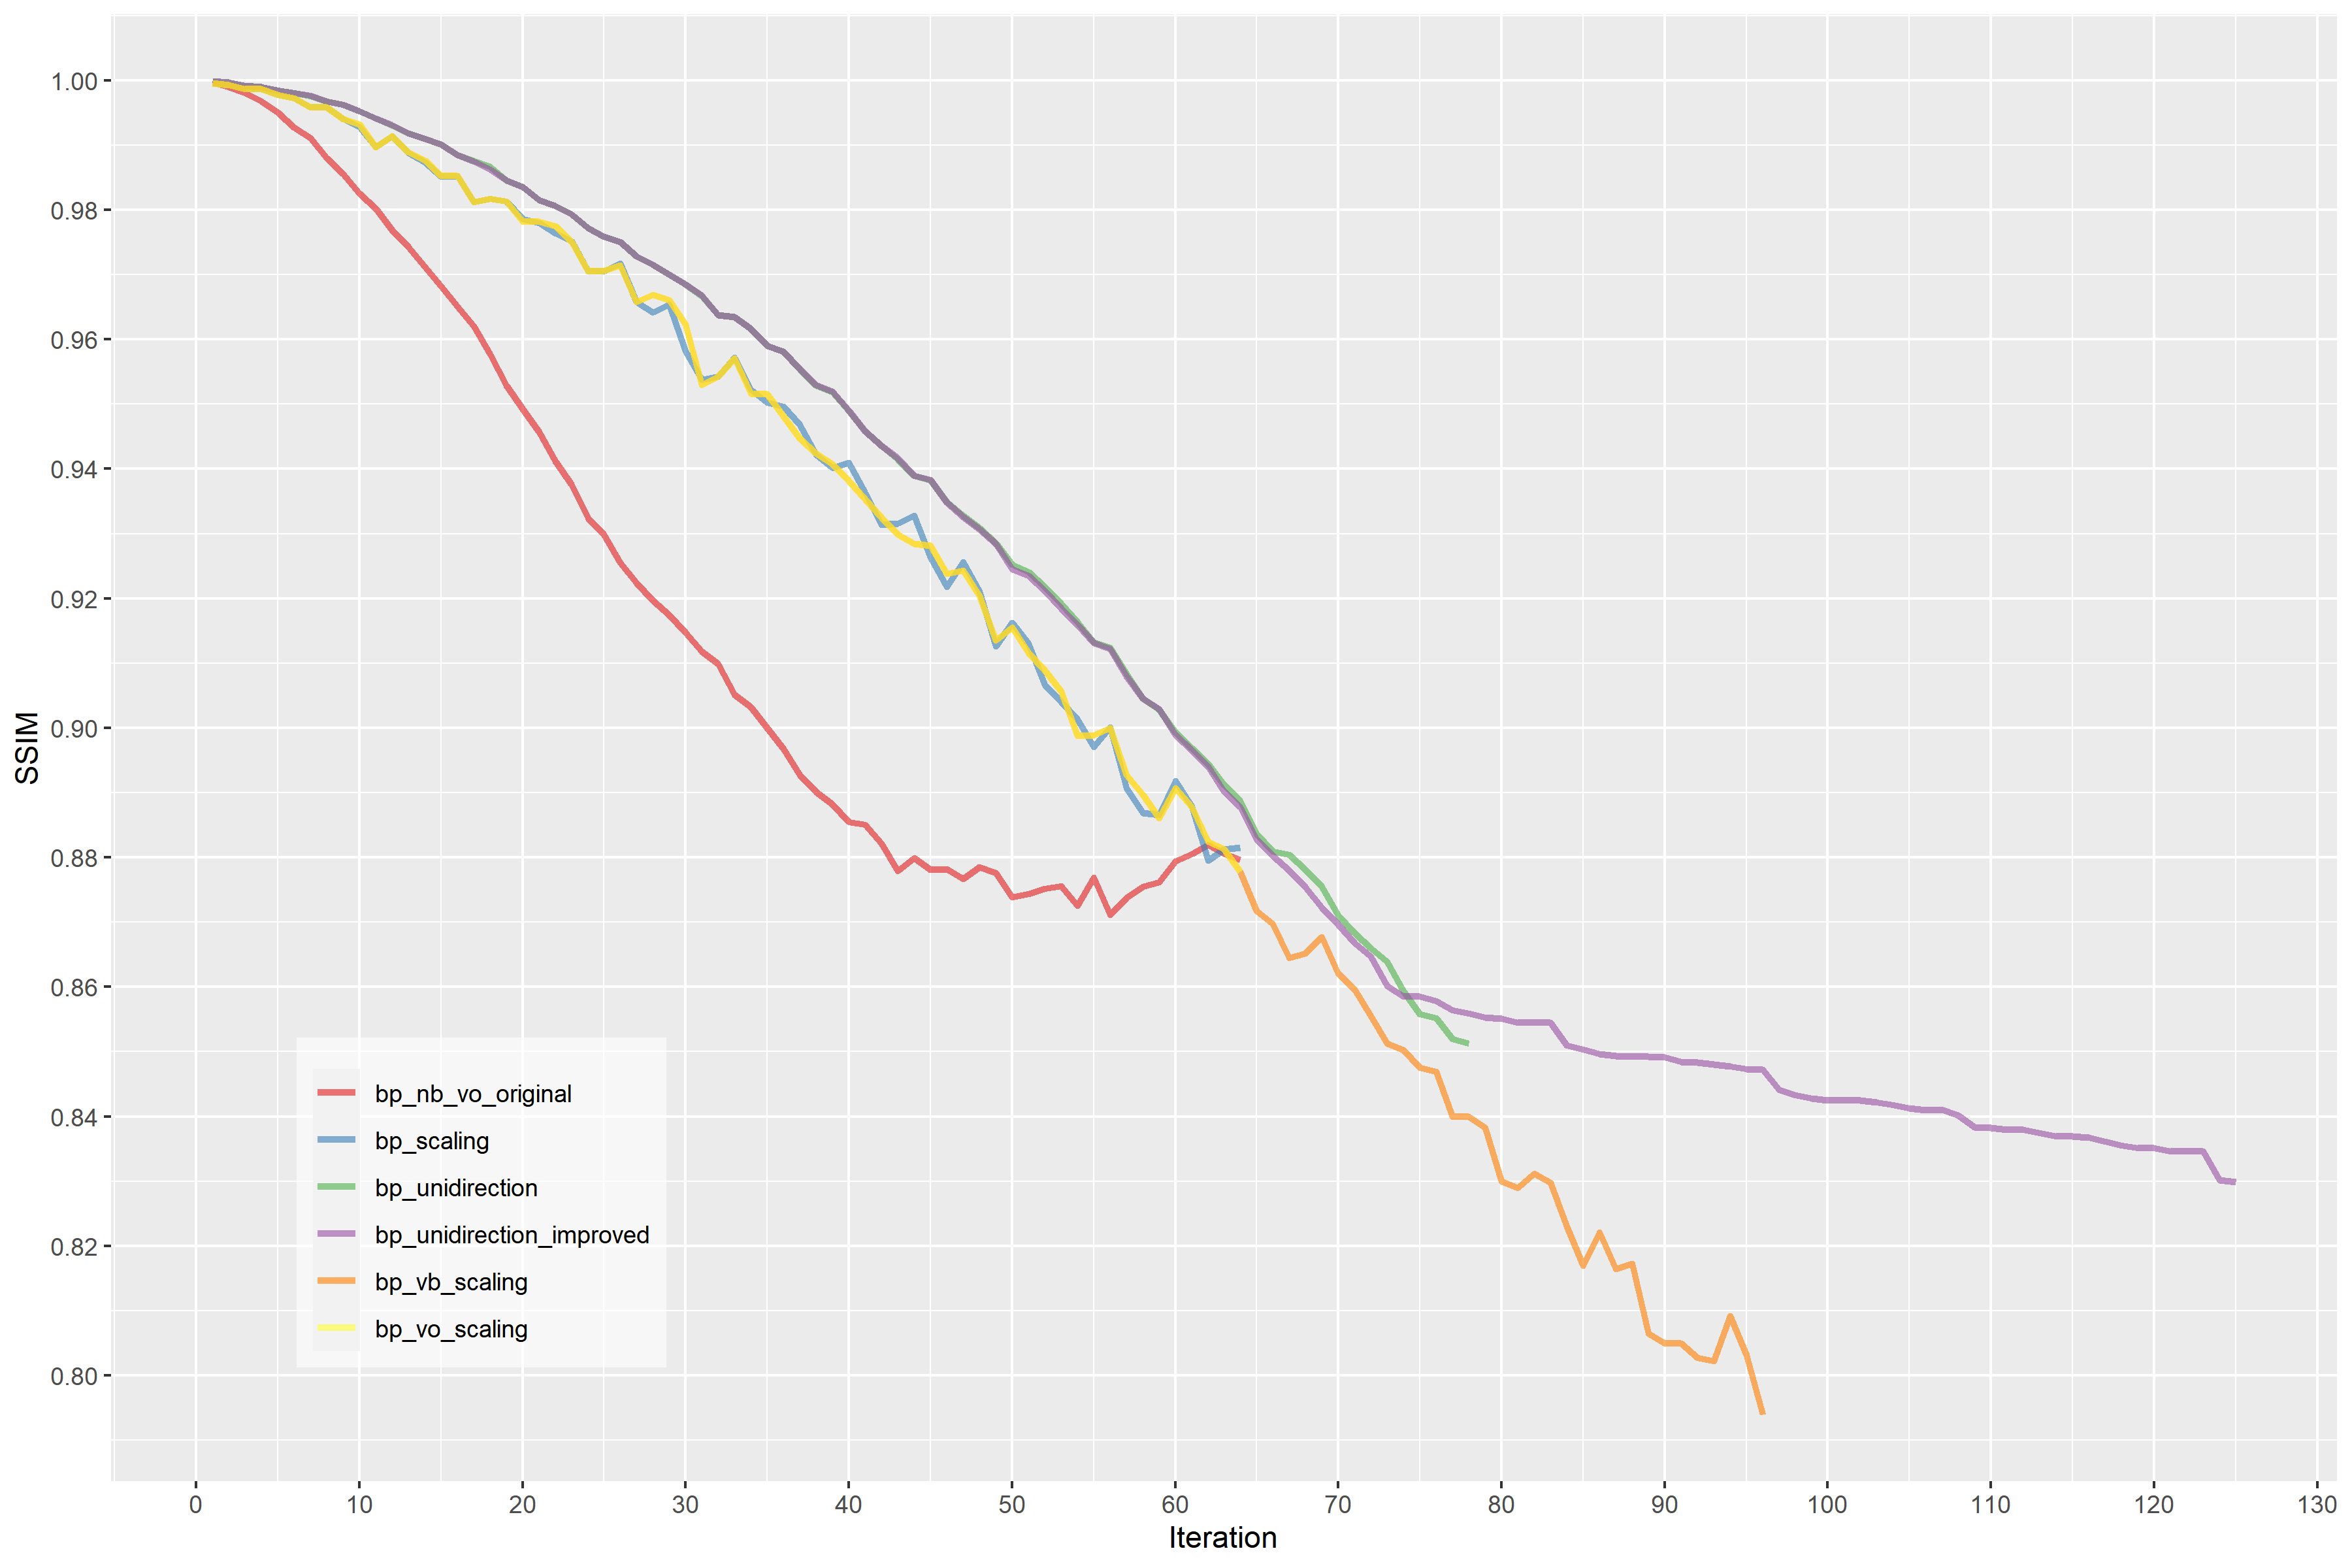 1.00
0.98
0.96
0.94
0.92
0.90
0.88
0.86
0.84
0.82
0.80
SSIM
bp_nb_vo_original
bp_scaling
bp_unidirection
bp_unidirection_improved
bp_vb_scaling
bp_vo_scaling
0 10 20 30 40 50 60 70 80 90 100 110 120 130
Iteration